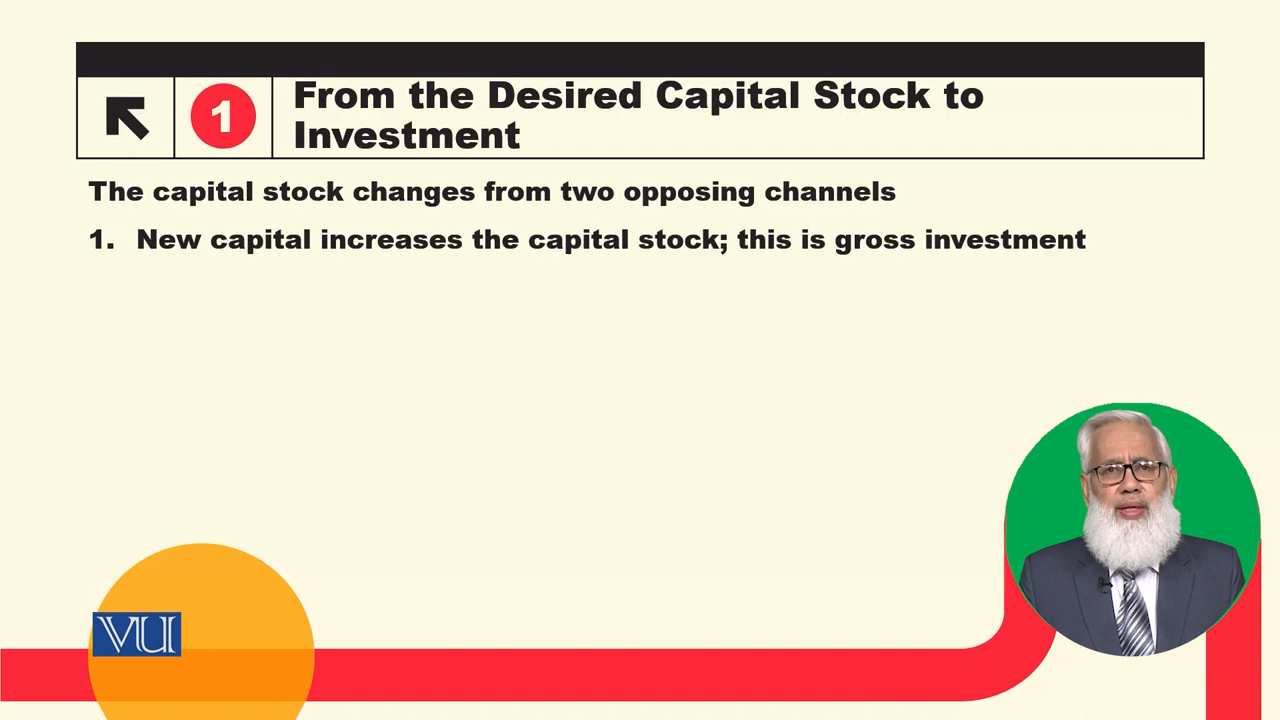 1
From the Desired Capital Stock to
Investment
The capital stock changes from two opposing channels
1. New capital increases the capital stock; this is gross investment
VU